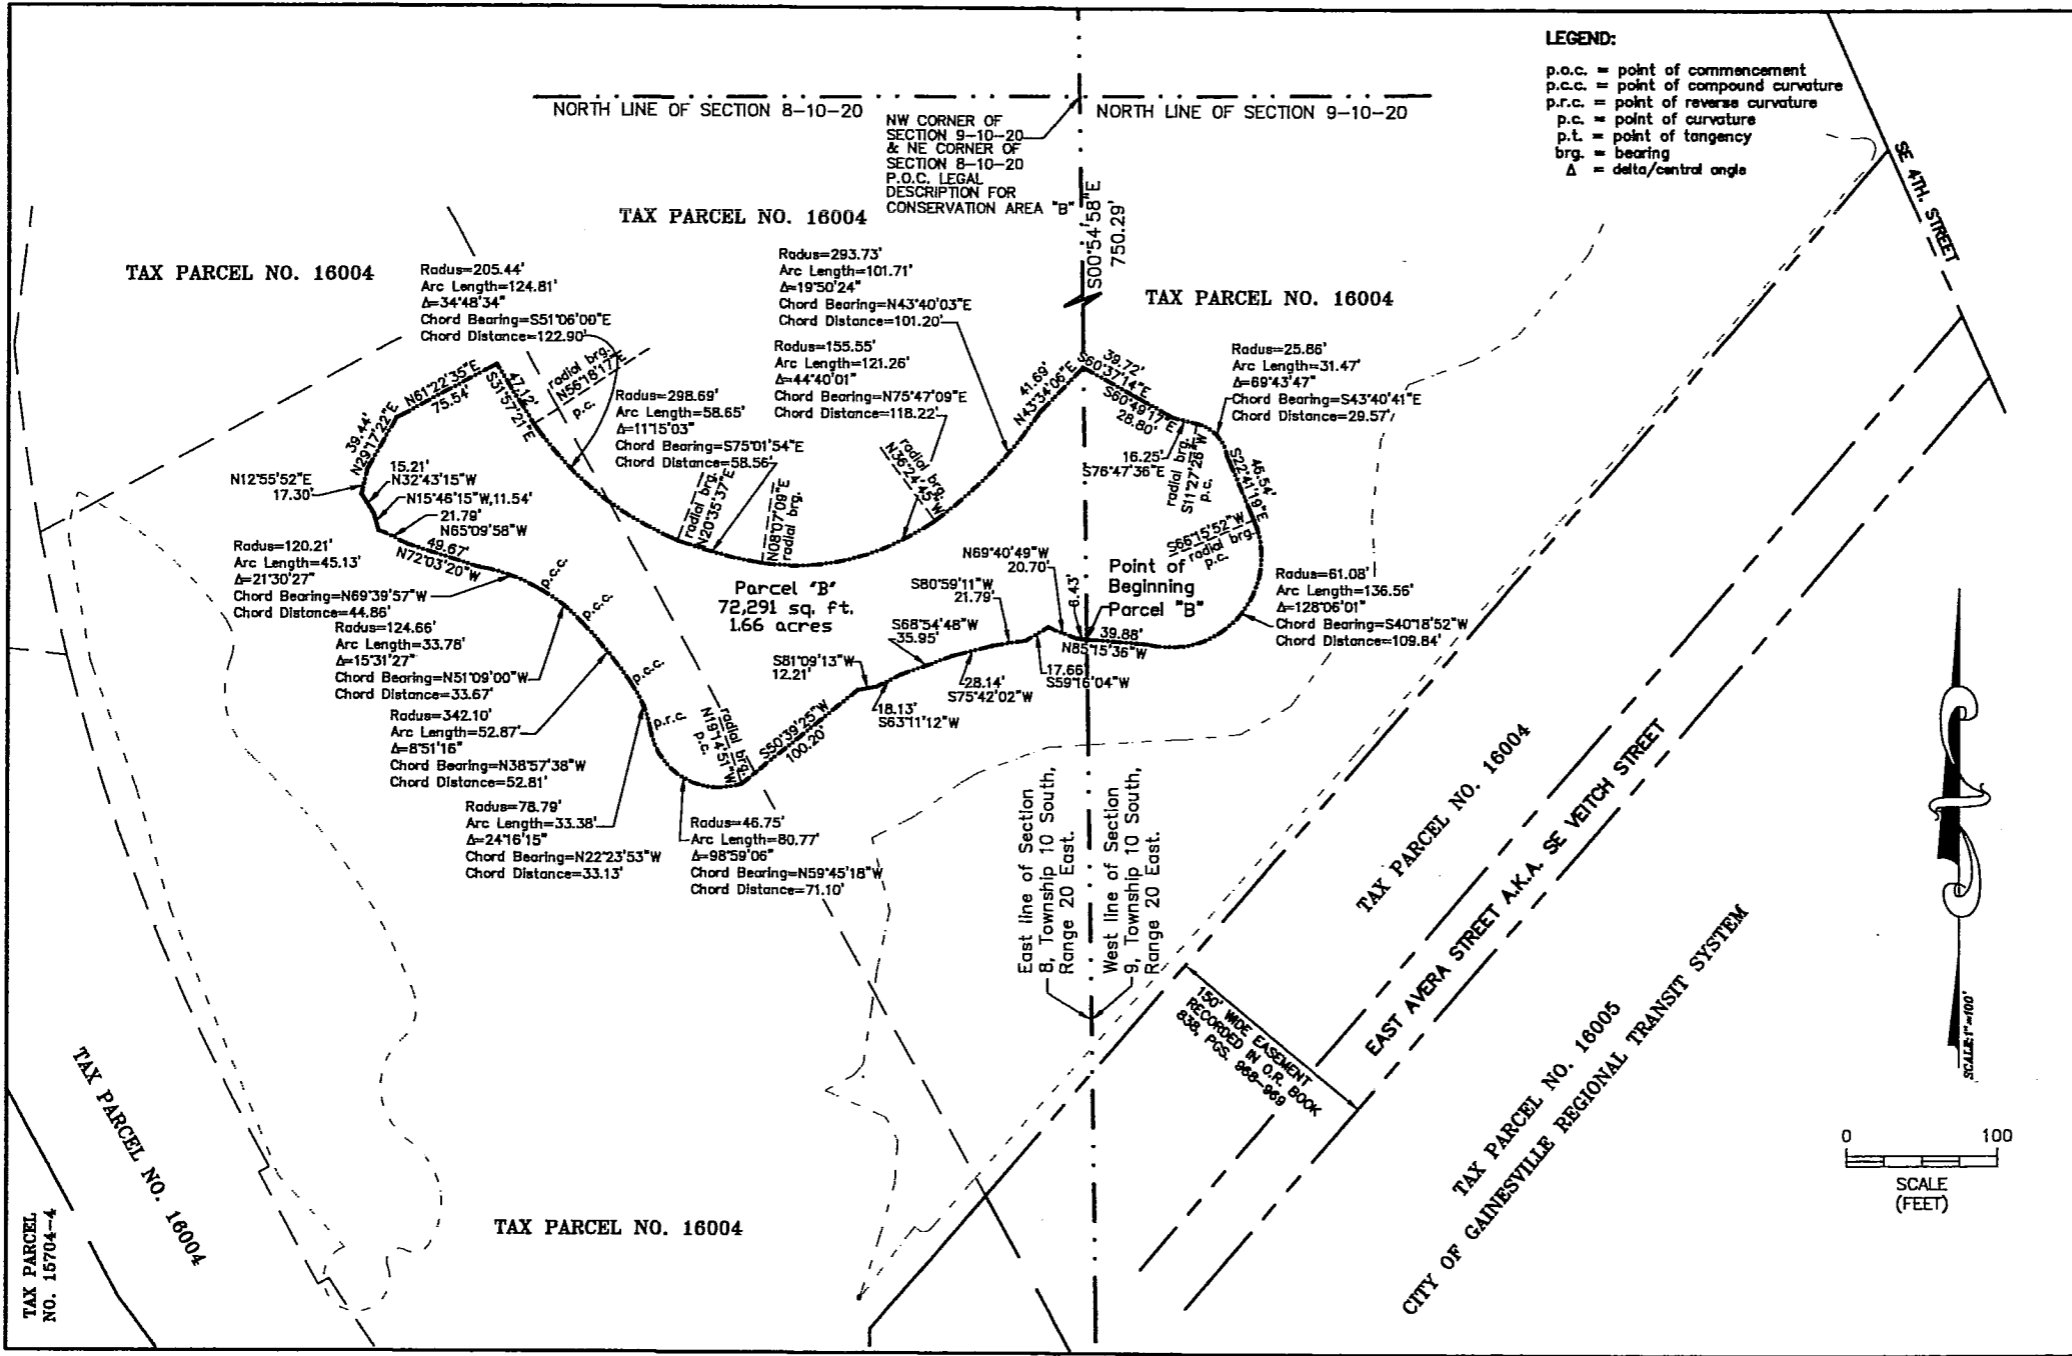 LEGEND:
p.o.c. = point of commencement
p.c.c. = point of compound curvature
p.r.c. = point of reverse curvature
p.c. = point of curvature
p.t. = point of tangency
brg. = bearing
Δ = delta/central angle
NORTH LINE OF SECTION 8-10-20
NORTH LINE OF SECTION 9-10-20
NW CORNER OF
SECTION 9-10-20
& NE CORNER OF
SECTION 8-10-20
P.O.C. LEGAL
DESCRIPTION FOR
CONSERVATION AREA "B"
S00°54'58"E
750.29'
SE 4TH. STREET
TAX PARCEL NO. 16004
TAX PARCEL NO. 16004
TAX PARCEL NO. 16004
Radius=205.44'
Arc Length=124.81'
Δ=34°48'34"
Chord Bearing=S51°06'00"E
Chord Distance=122.90'
Radius=293.73'
Arc Length=101.71'
Δ=19°50'24"
Chord Bearing=N43°40'03"E
Chord Distance=101.20'
Radius=155.55'
Arc Length=121.26'
Δ=44°40'01"
Chord Bearing=N75°47'09"E
Chord Distance=118.22'
Radius=298.69'
Arc Length=58.65'
Δ=11°15'03"
Chord Bearing=S75°01'54"E
Chord Distance=58.56'
Radius=25.86'
Arc Length=31.47'
Δ=69°43'47"
Chord Bearing=S43°40'41"E
Chord Distance=29.57'
N61°22'35"E
75.54'
47.12'
S31°57'21"E
radial brg.
N56°18'17"E
p.c.
39.44'
N29°17'22"E
N12°55'52"E
17.30'
15.21'
N32°43'15"W
N15°46'15"W,11.54'
21.79'
N65°09'58"W
49.67'
N72°03'20"W
radial brg.
N20°35'37"E
N08°07'09"E
radial brg.
radial brg.
N36°24'45"W
41.69'
N43°34'06"E
39.72'
S60°37'14"E
S60°49'17"E
28.80'
16.25'
S76°47'36"E
radial brg.
S11°27'26"W
p.c.
46.54'
S22°41'19"E
S66°15'52"W
radial brg.
p.c.
Radius=61.08'
Arc Length=136.56'
Δ=128°06'01"
Chord Bearing=S40°18'52"W
Chord Distance=109.84'
Point of
Beginning
Parcel "B"
6.43'
39.88'
N85°15'36"W
N69°40'49"W
20.70'
S80°59'11"W
21.79'
S68°54'48"W
35.95'
S81°09'13"W
12.21'
17.66'
S59°16'04"W
28.14'
S75°42'02"W
18.13'
S63°11'12"W
S50°39'25"W
100.20'
Parcel "B"
72,291 sq. ft.
1.66 acres
Radius=120.21'
Arc Length=45.13'
Δ=21°30'27"
Chord Bearing=N69°39'57"W
Chord Distance=44.86'
p.c.c.
p.c.c.
p.c.c.
p.r.c.
radial brg.
N19°14'51"W
p.c.
Radius=124.66'
Arc Length=33.78'
Δ=15°31'27"
Chord Bearing=N51°09'00"W
Chord Distance=33.67'
Radius=342.10'
Arc Length=52.87'
Δ=8°51'16"
Chord Bearing=N38°57'38"W
Chord Distance=52.81'
Radius=78.79'
Arc Length=33.38'
Δ=24°16'15"
Chord Bearing=N22°23'53"W
Chord Distance=33.13'
Radius=46.75'
Arc Length=80.77'
Δ=98°59'06"
Chord Bearing=N59°45'18"W
Chord Distance=71.10'
East line of Section
8, Township 10 South,
Range 20 East.
West line of Section
9, Township 10 South,
Range 20 East.
TAX PARCEL NO. 16004
EAST AVERA STREET A.K.A. SE VEITCH STREET
150' WIDE EASEMENT
RECORDED IN O.R. BOOK
838, PGS. 968-969
TAX PARCEL NO. 16005
CITY OF GAINESVILLE REGIONAL TRANSIT SYSTEM
TAX PARCEL NO. 16004
TAX PARCEL
NO. 15704-4
TAX PARCEL NO. 16004
SCALE:1"=100'
0 100
SCALE
(FEET)